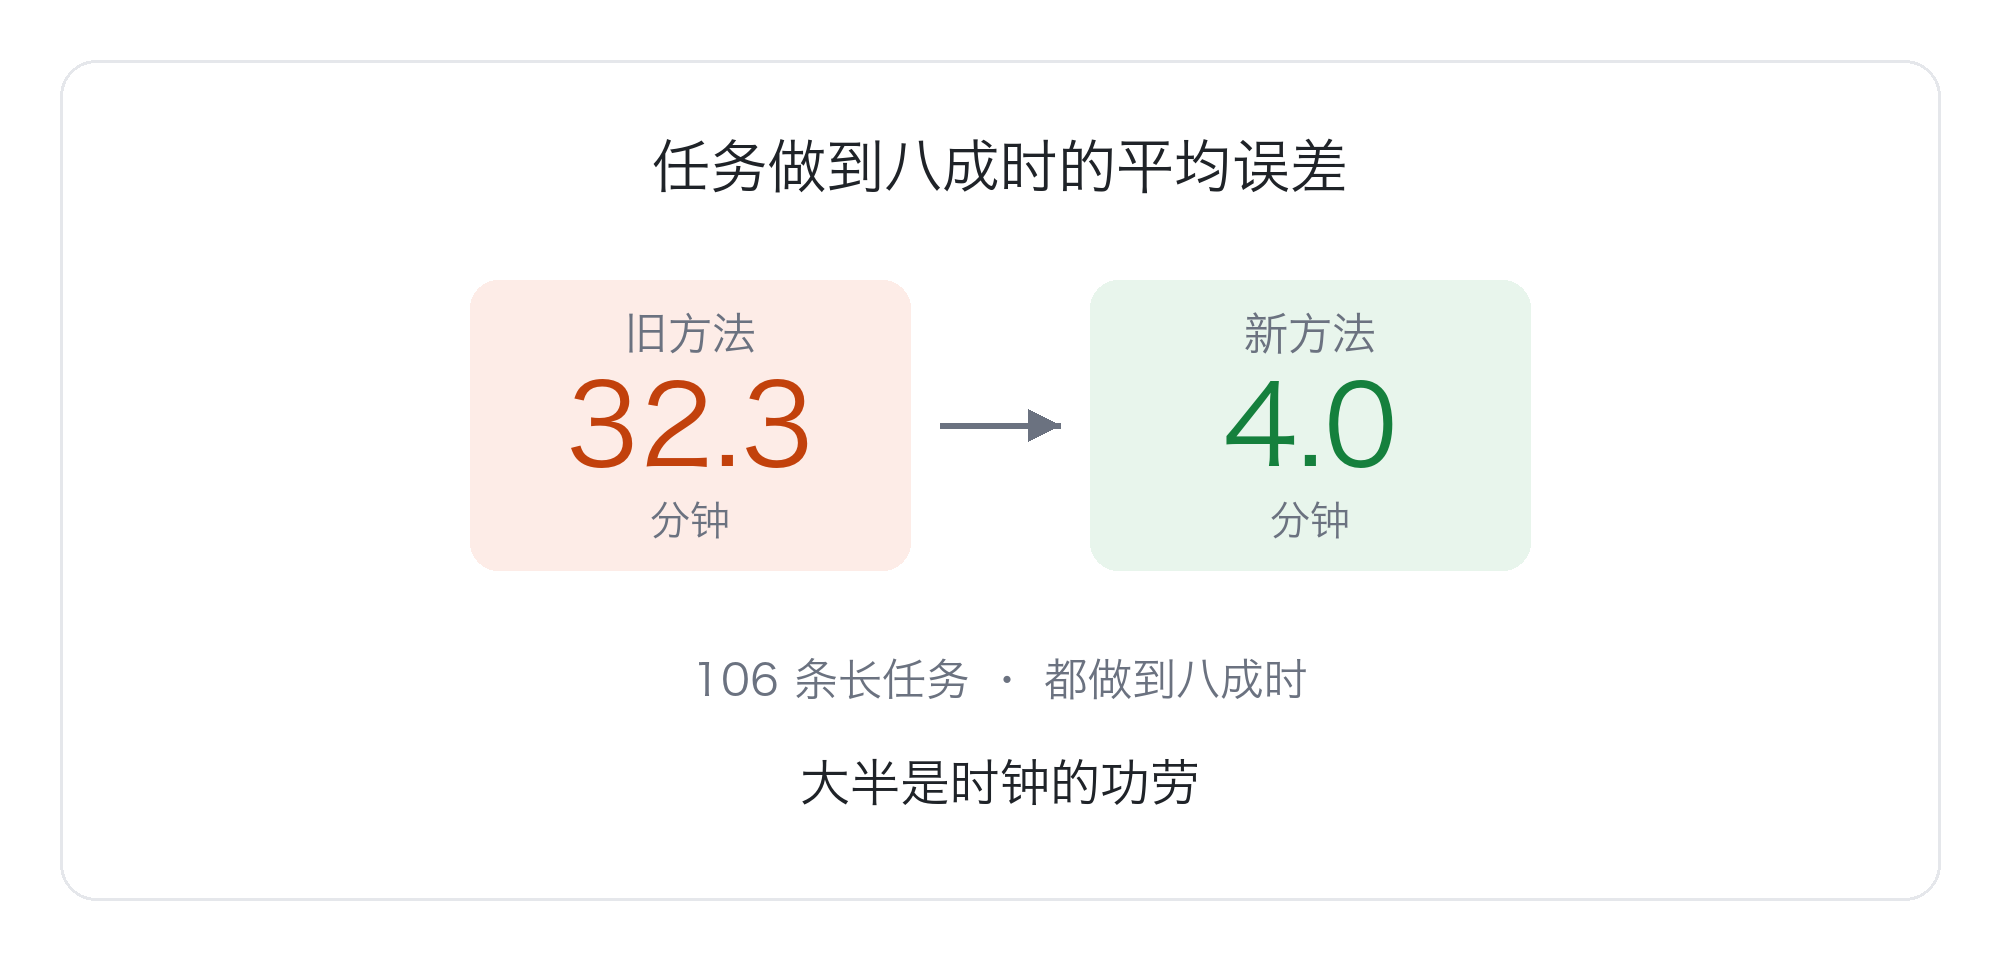 任务做到八成时的平均误差
旧方法
32.3
分钟
新方法
4.0
分钟
106 条长任务 · 都做到八成时
大半是时钟的功劳